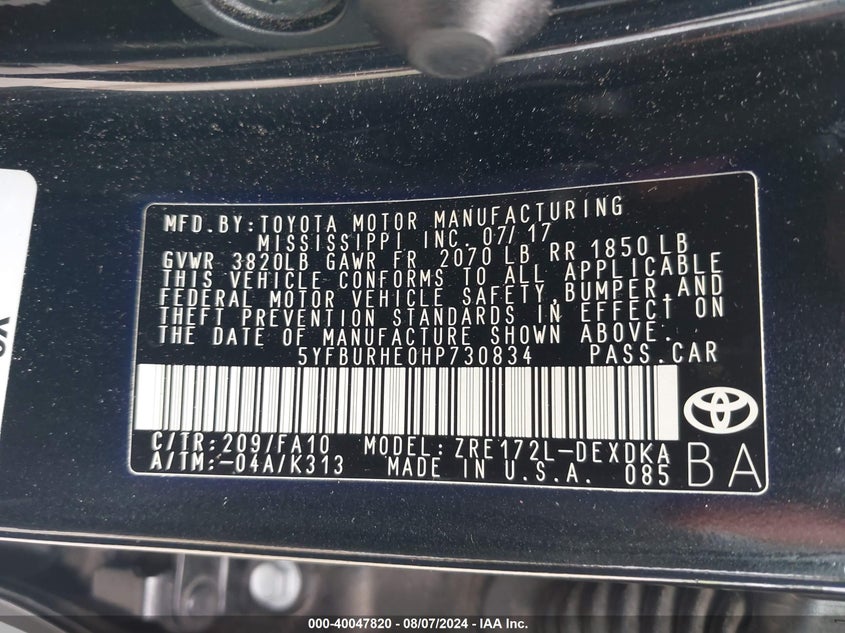 MFD.BY:TOYOTA MOTOR MANUFACTURING
MISSISSIPPI INC. 07/17
GVWR 3820LB GAWR FR 2070 LB RR 1850 LB
THIS VEHICLE CONFORMS TO ALL APPLICABLE
FEDERAL MOTOR VEHICLE SAFETY,BUMPER,AND
THEFT PREVENTION STANDARDS IN EFFECT ON
THE DATE OF MANUFACTURE SHOWN ABOVE.
5YFBURHE0HP730834 PASS.CAR
C/TR:209/FA10 MODEL:ZRE172L-DEXDKA
A/TM:-04A/K313 MADE IN U.S.A. 085
BA
000-40047820 - 08/07/2024 - IAA Inc.